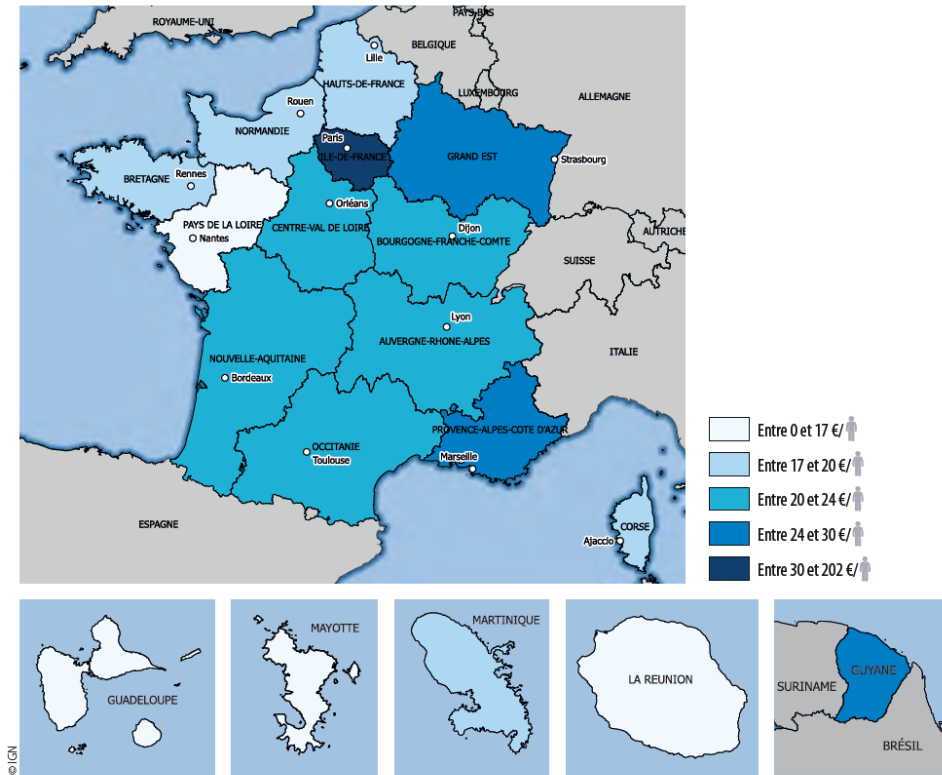 ROYAUME-UNI
PAYS-BAS
BELGIQUE
Lille
HAUTS-DE-FRANCE
LUXEMBOURG
ALLEMAGNE
Rouen
NORMANDIE
Paris
ILE-DE-FRANCE
GRAND EST
Strasbourg
BRETAGNE
Rennes
Orléans
PAYS DE LA LOIRE
CENTRE-VAL DE LOIRE
Dijon
BOURGOGNE-FRANCHE-COMTE
Nantes
AUTRICHE
SUISSE
Lyon
AUVERGNE-RHONE-ALPES
ITALIE
NOUVELLE-AQUITAINE
Bordeaux
PROVENCE-ALPES-COTE D'AZUR
OCCITANIE
Toulouse
Marseille
ESPAGNE
CORSE
Ajaccio
Entre 0 et 17 €/
Entre 17 et 20 €/
Entre 20 et 24 €/
Entre 24 et 30 €/
Entre 30 et 202 €/
GUADELOUPE
MAYOTTE
MARTINIQUE
LA REUNION
SURINAME
GUYANE
BRÉSIL
© IGN